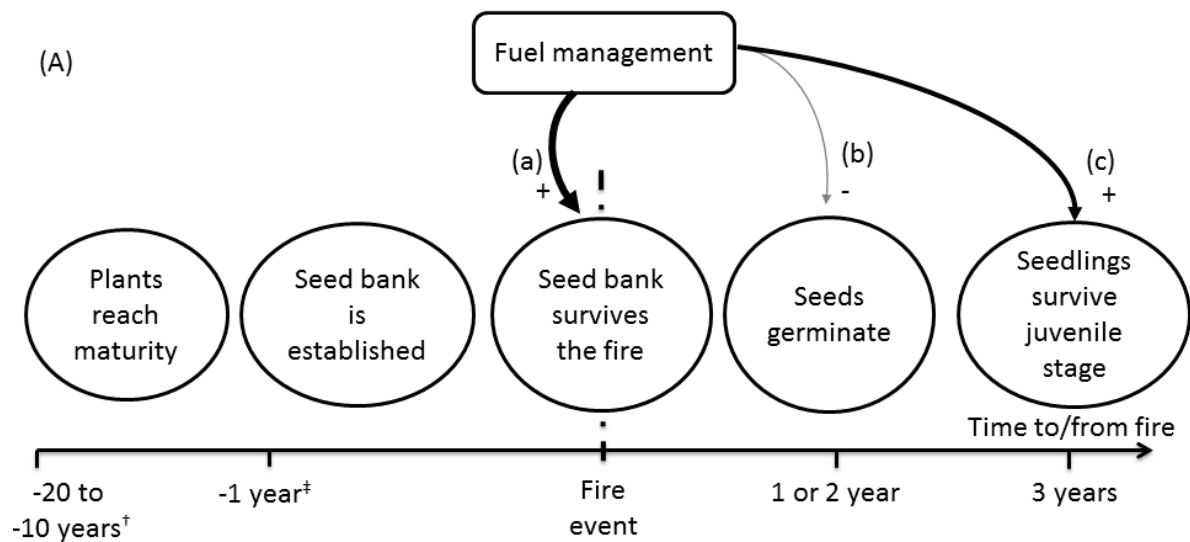 (A)
Fuel management
(a)
+
(b)
-
(c)
+
Plants
reach
maturity
Seed bank
is
established
Seed bank
survives
the fire
Seeds
germinate
Seedlings
survive
juvenile
stage
Time to/from fire
-20 to
-10 years†
-1 year‡
Fire
event
1 or 2 year
3 years